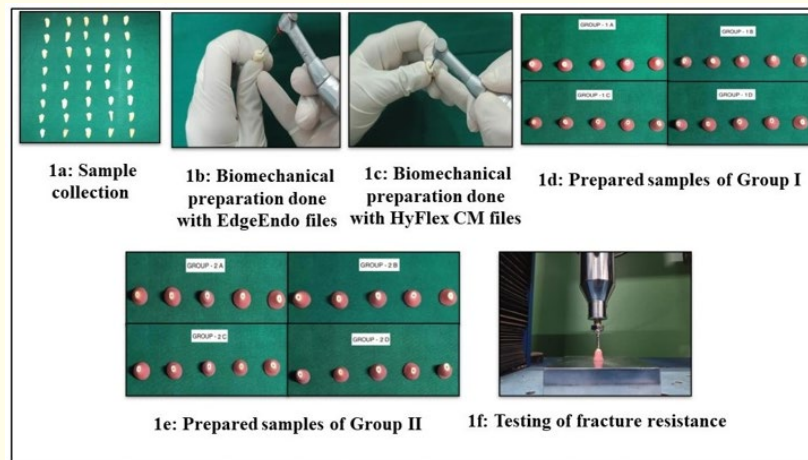 GROUP - 1 A
GROUP - 1 B
GROUP - 1 C
GROUP - 1 D
1a: Sample
collection
1b: Biomechanical
preparation done
with EdgeEndo files
1c: Biomechanical
preparation done
with HyFlex CM files
1d: Prepared samples of Group I
GROUP - 2 A
GROUP - 2 B
GROUP - 2 C
GROUP - 2 D
1e: Prepared samples of Group II
1f: Testing of fracture resistance